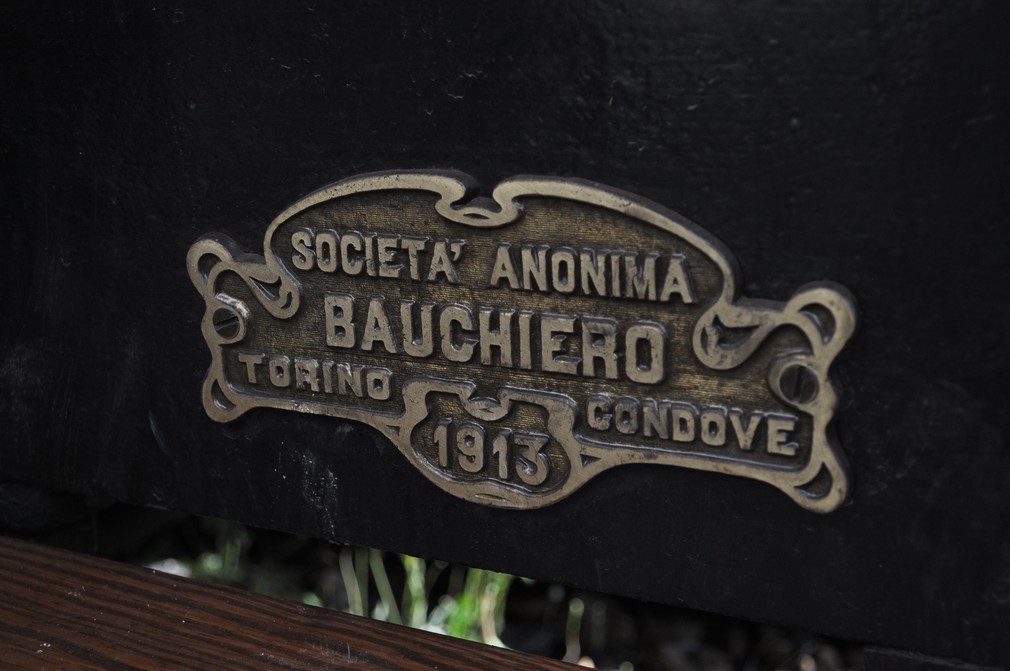 SOCIETA' ANONIMA
BAUCHIERO
TORINO
CONDOVE
1913